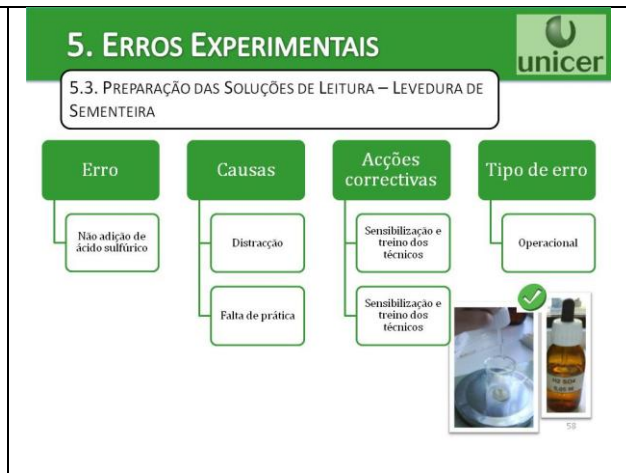 5. ERROS EXPERIMENTAIS
unicer
5.3. PREPARAÇÃO DAS SOLUÇÕES DE LEITURA – LEVEDURA DE
SEMENTEIRA
Erro
Não adição de
ácido sulfúrico
Causas
Distracção
Falta de prática
Acções
correctivas
Sensibilização e
treino dos
técnicos
Sensibilização e
treino dos
técnicos
Tipo de erro
Operacional
58